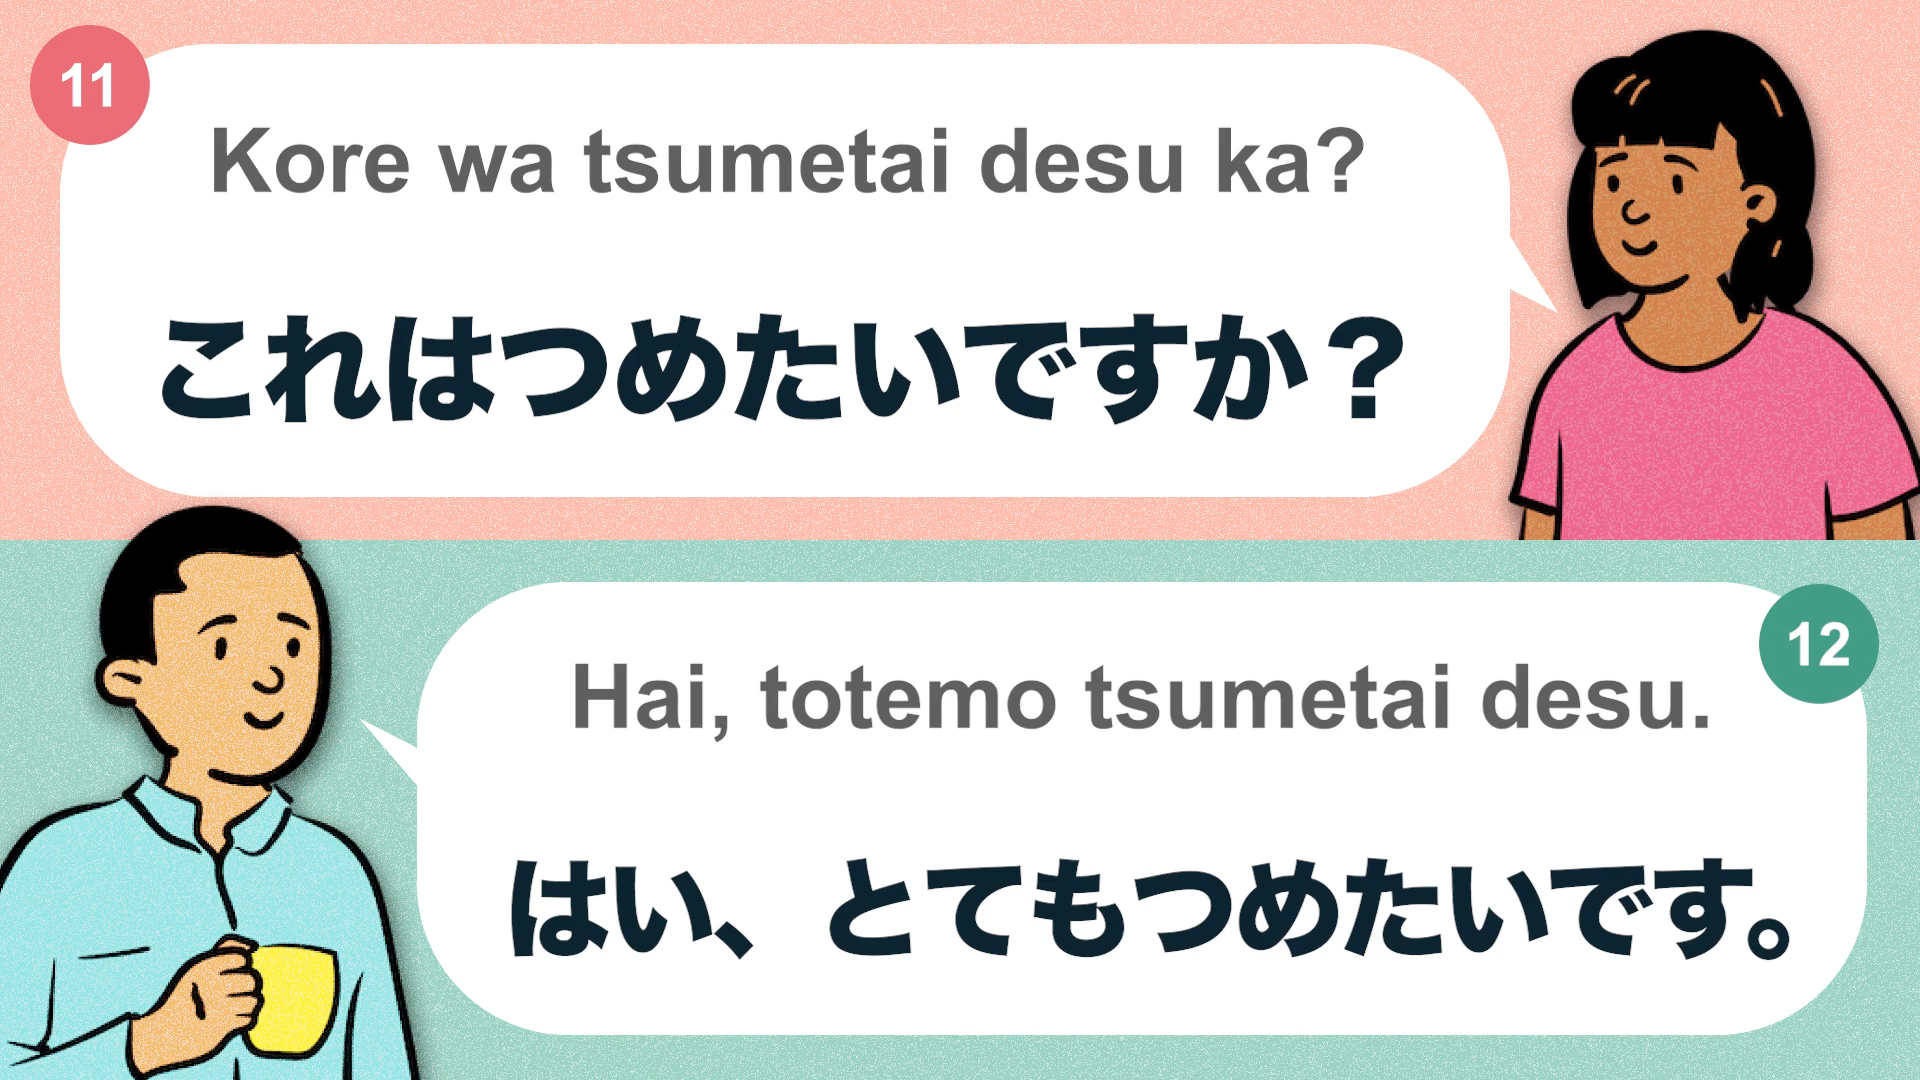 11
Kore wa tsumetai desu ka?
これはつめたいですか？
12
Hai, totemo tsumetai desu.
はい、とてもつめたいです。